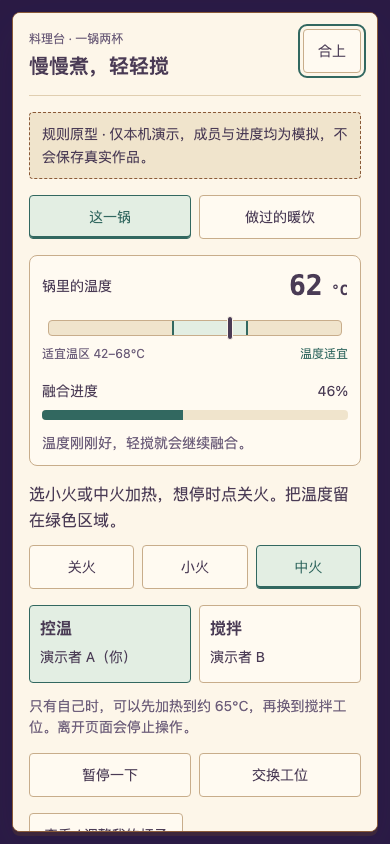 料理台 · 一锅两杯
慢慢煮，轻轻搅
合上
规则原型 · 仅本机演示，成员与进度均为模拟，不
会保存真实作品。
这一锅
做过的暖饮
锅里的温度
62 °C
适宜温区 42–68°C
温度适宜
融合进度
46%
温度刚刚好，轻搅就会继续融合。
选小火或中火加热，想停时点关火。把温度留
在绿色区域。
关火
小火
中火
控温
演示者 A（你）
搅拌
演示者 B
只有自己时，可以先加热到约 65°C，再换到搅拌工
位。离开页面会停止操作。
暂停一下
交换工位